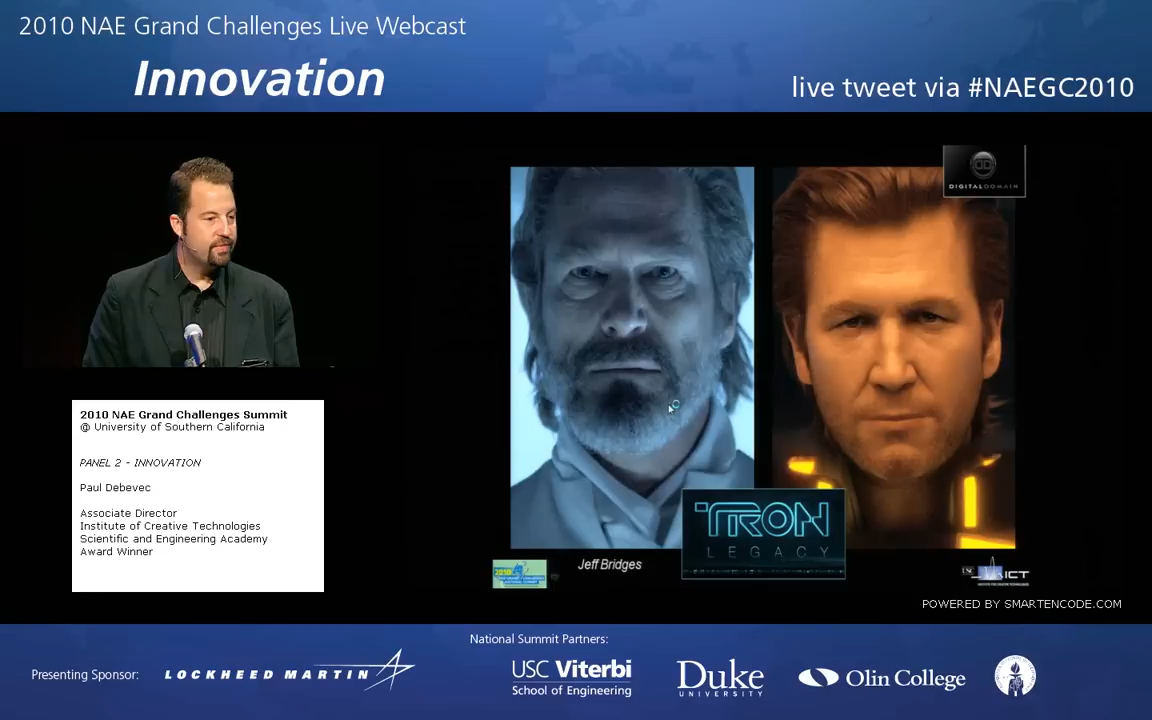 2010 NAE Grand Challenges Live Webcast
Innovation
live tweet via #NAEGC2010
DIGITAL DOMAIN
2010 NAE Grand Challenges Summit
@ University of Southern California
PANEL 2 - INNOVATION
Paul Debevec
Associate Director
Institute of Creative Technologies
Scientific and Engineering Academy
Award Winner
TRON
LEGACY
Jeff Bridges
2010
USC ICT
POWERED BY SMARTENCODE.COM
National Summit Partners:
Presenting Sponsor:
LOCKHEED MARTIN
USC Viterbi
School of Engineering
Duke
UNIVERSITY
Olin College